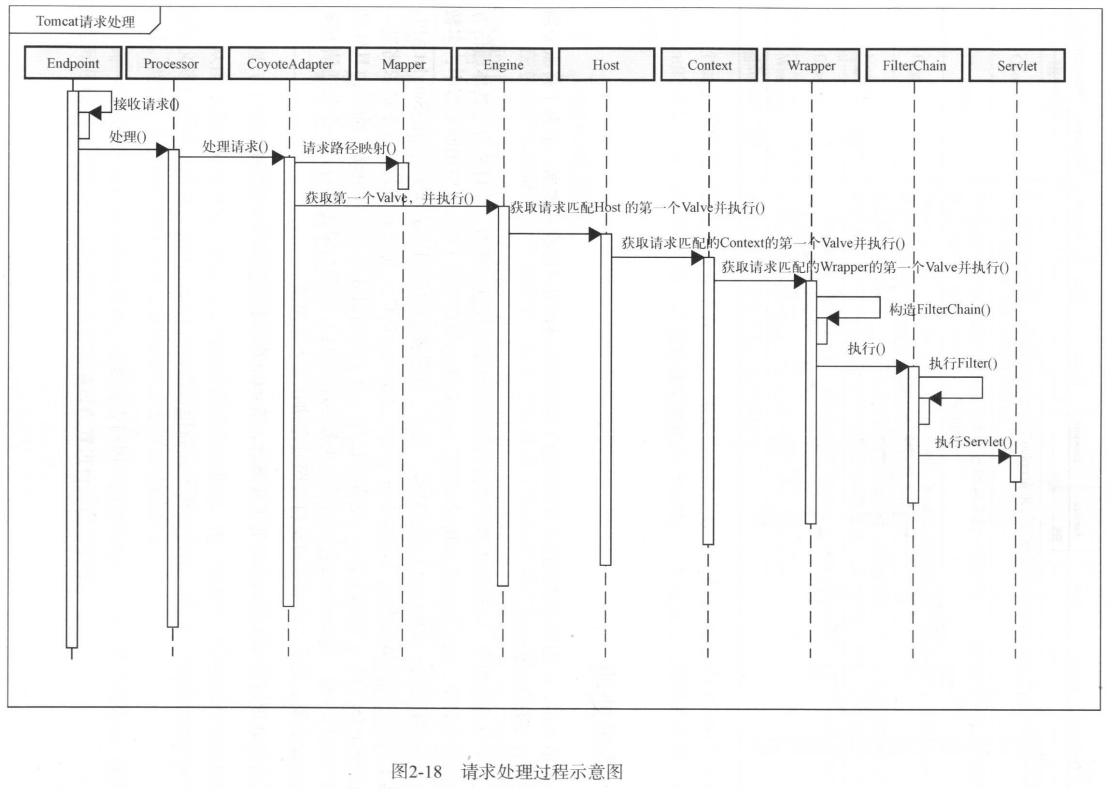 Tomcat请求处理
Endpoint
Processor
CoyoteAdapter
Mapper
Engine
Host
Context
Wrapper
FilterChain
Servlet
接收请求()
处理()
处理请求()
请求路径映射()
获取第一个Valve，并执行()
获取请求匹配Host 的第一个Valve并执行()
获取请求匹配的Context的第一个Valve并执行()
获取请求匹配的Wrapper的第一个Valve并执行()
构造FilterChain()
执行()
执行Filter()
执行Servlet()
图2-18 请求处理过程示意图